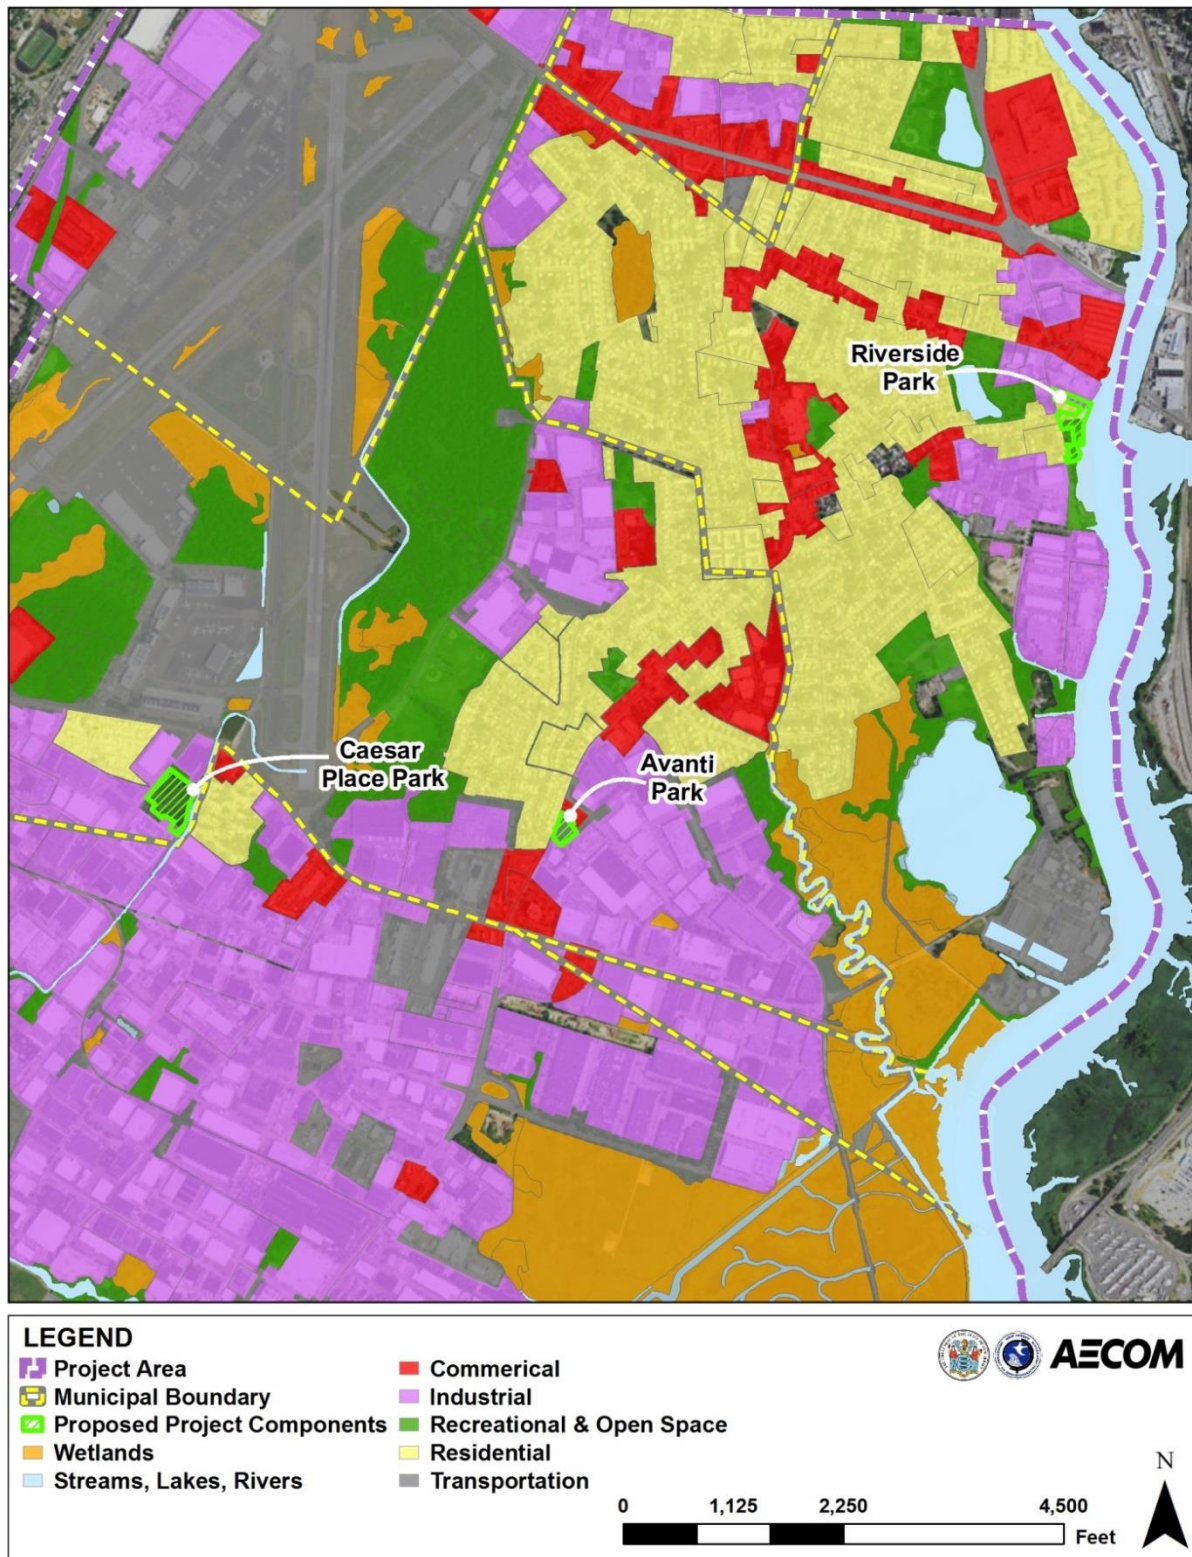 Riverside
Park
Caesar
Place Park
Avanti
Park
LEGEND
Project Area
Municipal Boundary
Proposed Project Components
Wetlands
Streams, Lakes, Rivers
Commerical
Industrial
Recreational & Open Space
Residential
Transportation
AECOM
N
0 1,125 2,250 4,500
Feet